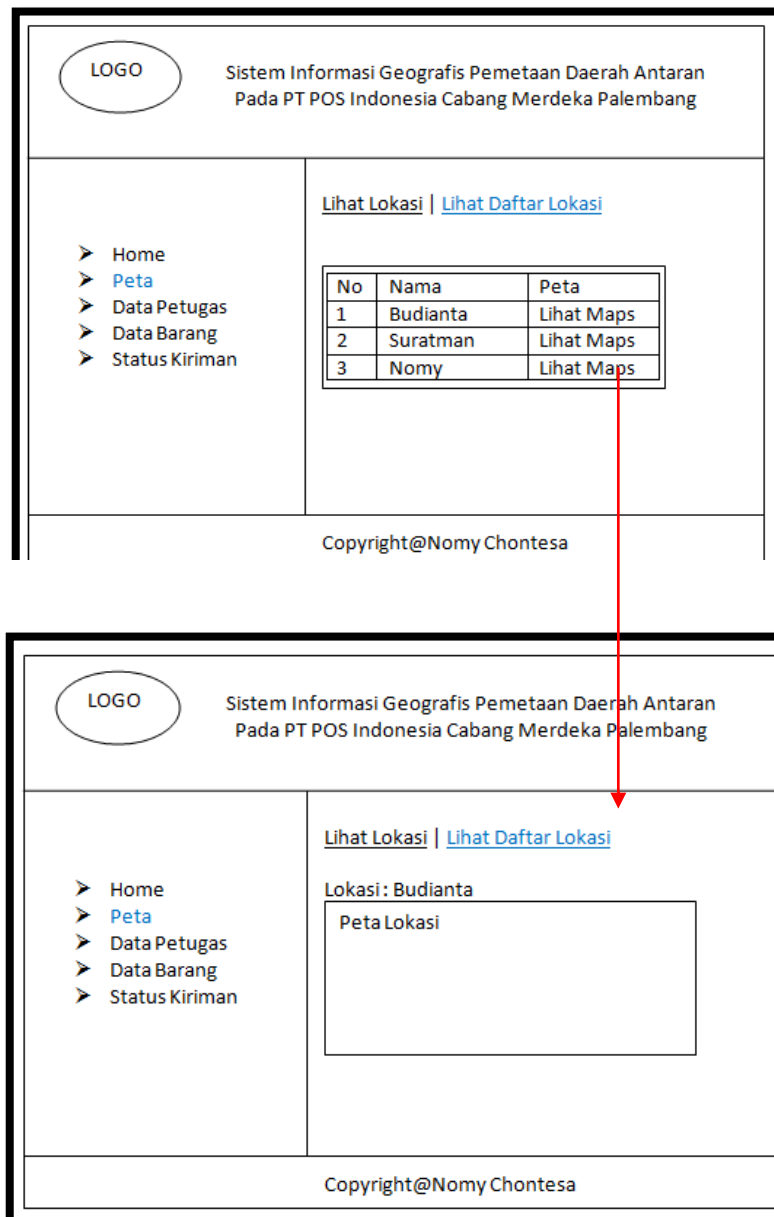 LOGO
Sistem Informasi Geografis Pemetaan Daerah Antaran
Pada PT POS Indonesia Cabang Merdeka Palembang
Lihat Lokasi | Lihat Daftar Lokasi
Home
Peta
Data Petugas
Data Barang
Status Kiriman
No Nama Peta
1 Budianta Lihat Maps
2 Suratman Lihat Maps
3 Nomy Lihat Maps
Copyright@Nomy Chontesa
LOGO
Sistem Informasi Geografis Pemetaan Daerah Antaran
Pada PT POS Indonesia Cabang Merdeka Palembang
Lihat Lokasi | Lihat Daftar Lokasi
Home
Peta
Data Petugas
Data Barang
Status Kiriman
Lokasi : Budianta
Peta Lokasi
Copyright@Nomy Chontesa